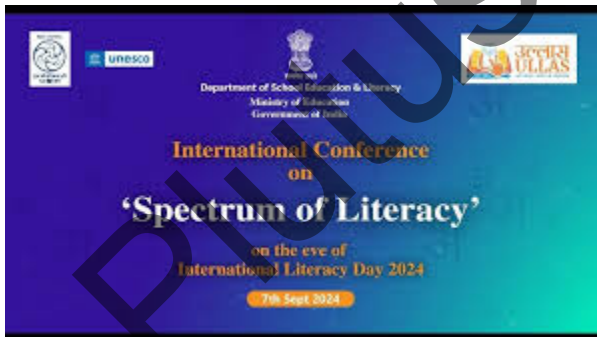 unesco
उल्लास
ULLAS
Department of School Education & Literacy
Ministry of Education
Government of India
International Conference
on
‘Spectrum of Literacy’
on the eve of
International Literacy Day 2024
7th Sept 2024
Plutus